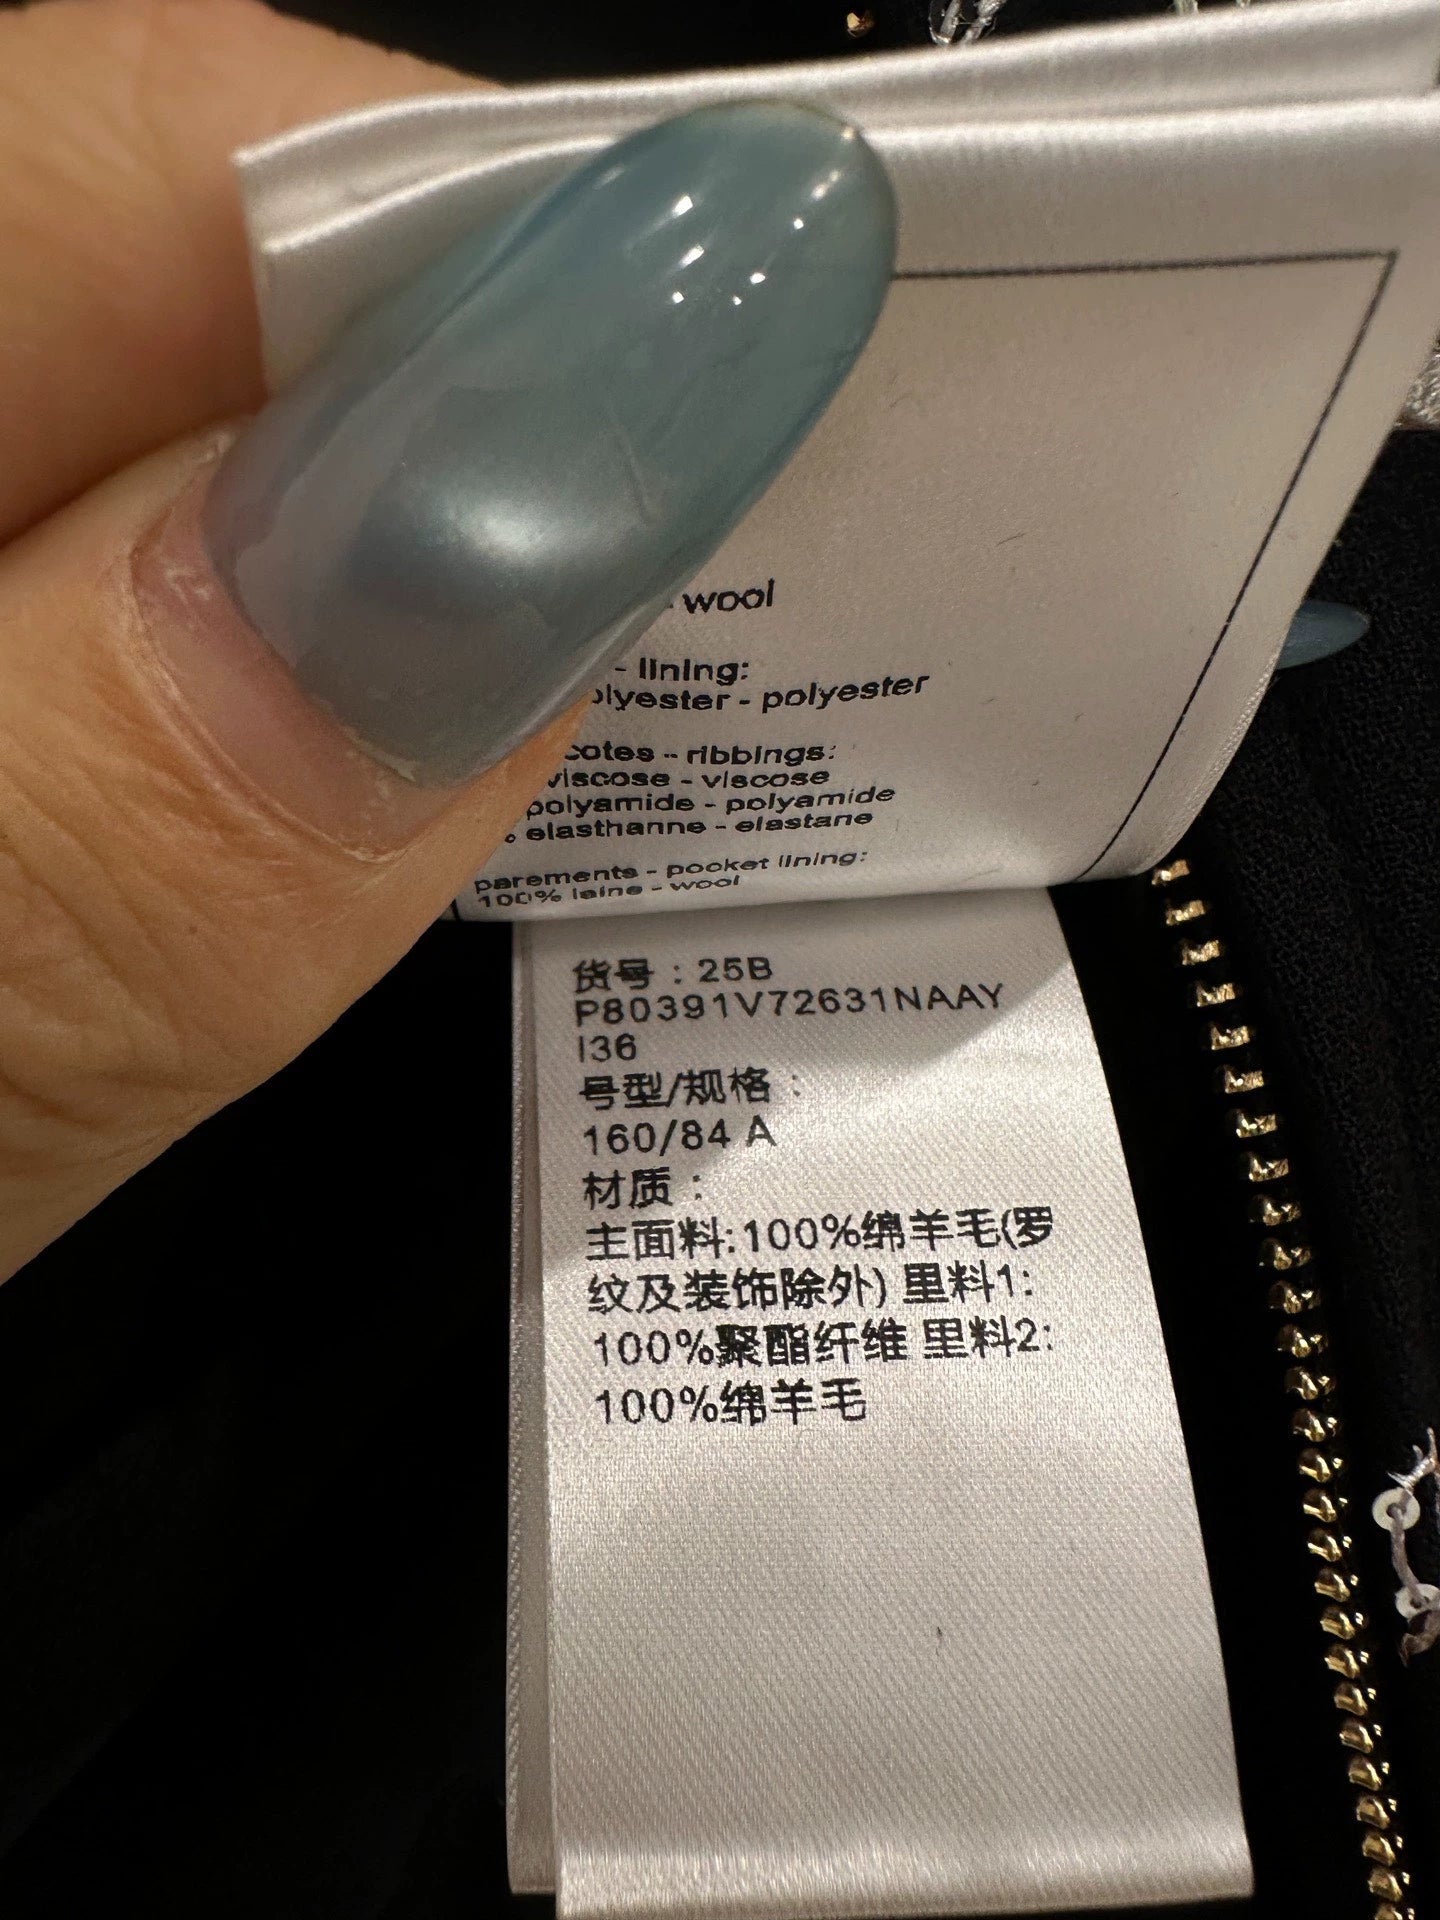 wool
- lining:
polyester - polyester
cotes - ribbings:
viscose - viscose
polyamide - polyamide
% elasthanne - elastane
parements - pocket lining:
100% laine - wool
货号：25B
P80391V72631NAAY
I36
号型/规格：
160/84 A
材质：
主面料:100%绵羊毛(罗
纹及装饰除外) 里料1:
100%聚酯纤维 里料2:
100%绵羊毛